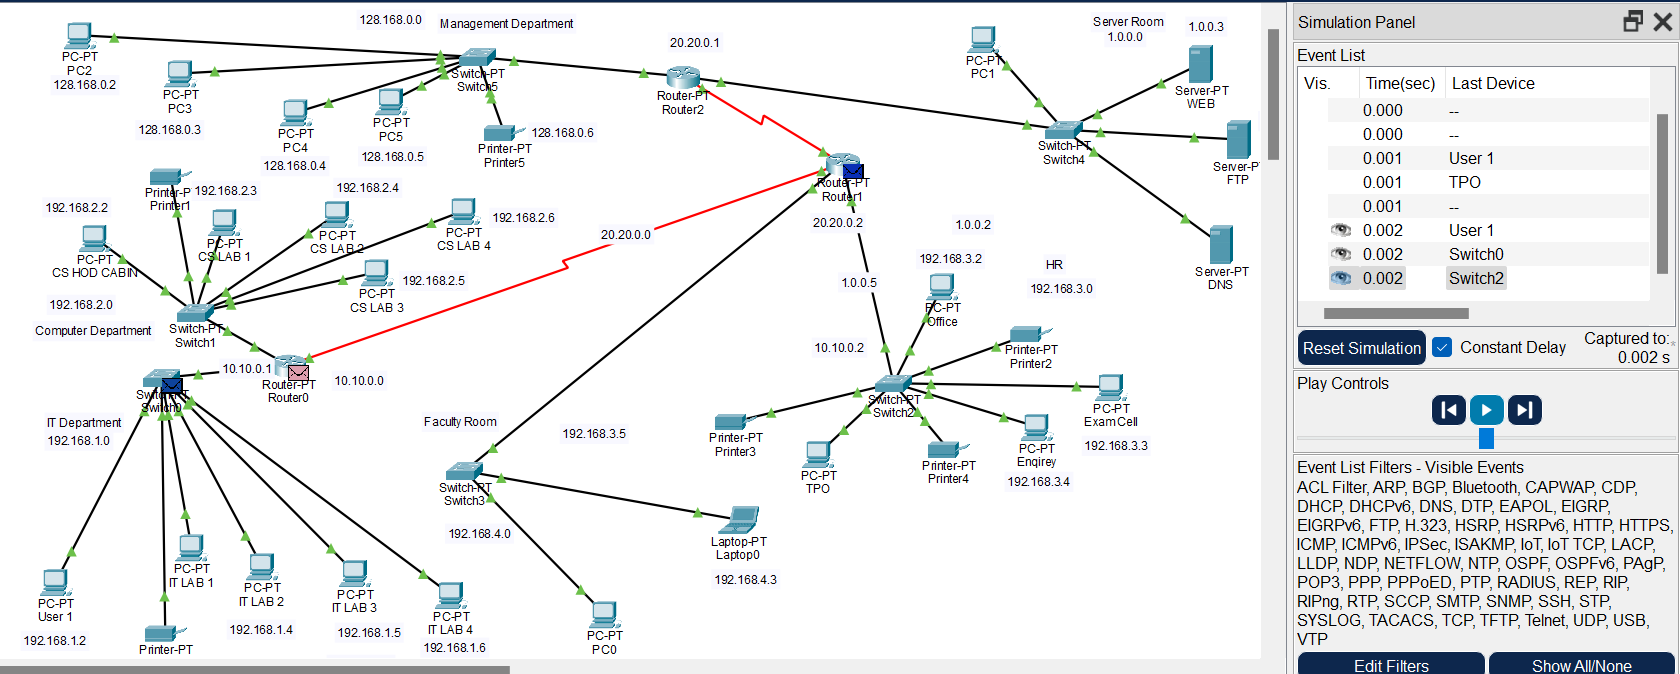 128.168.0.0
Management Department
PC-PT
PC2
128.168.0.2
PC-PT
PC3
128.168.0.3
PC-PT
PC4
128.168.0.4
PC-PT
PC5
128.168.0.5
Switch-PT
Switch5
Printer-PT
Printer5
128.168.0.6
20.20.0.1
Router-PT
Router2
Server Room
1.0.0.0
1.0.0.3
PC-PT
PC1
Server-PT
WEB
Switch-PT
Switch4
Server-P
FTP
Server-PT
DNS
Router-PT
Router1
20.20.0.2
20.20.0.0
1.0.0.2
1.0.0.5
192.168.3.2
HR
192.168.3.0
PC-PT
Office
10.10.0.2
Printer-PT
Printer2
Switch-PT
Switch2
PC-PT
ExamCell
192.168.3.3
PC-PT
Enqirey
192.168.3.4
Printer-PT
Printer4
PC-PT
TPO
Printer-PT
Printer3
192.168.3.5
Printer-P
Printer1
192.168.2.3
192.168.2.4
192.168.2.2
PC-PT
CS HOD CABIN
PC-PT
CS LAB 1
PC-PT
CS LAB 2
PC-PT
CS LAB 4
192.168.2.6
PC-PT
CS LAB 3
192.168.2.5
192.168.2.0
Computer Department
Switch-PT
Switch1
10.10.0.1
Router-PT
Router0
10.10.0.0
Switch-PT
Switch0
IT Department
192.168.1.0
PC-PT
User 1
192.168.1.2
Printer-PT
PC-PT
IT LAB 1
PC-PT
IT LAB 2
192.168.1.4
PC-PT
IT LAB 3
192.168.1.5
PC-PT
IT LAB 4
192.168.1.6
Faculty Room
Switch-PT
Switch3
192.168.4.0
Laptop-PT
Laptop0
192.168.4.3
PC-PT
PC0
Simulation Panel
Event List
Vis. Time(sec) Last Device
0.000 --
0.000 --
0.001 User 1
0.001 TPO
0.001 --
0.002 User 1
0.002 Switch0
0.002 Switch2
Reset Simulation Constant Delay Captured to:*
0.002 s
Play Controls
Event List Filters - Visible Events
ACL Filter, ARP, BGP, Bluetooth, CAPWAP, CDP,
DHCP, DHCPv6, DNS, DTP, EAPOL, EIGRP,
EIGRPv6, FTP, H.323, HSRP, HSRPv6, HTTP, HTTPS,
ICMP, ICMPv6, IPSec, ISAKMP, IoT, IoT TCP, LACP,
LLDP, NDP, NETFLOW, NTP, OSPF, OSPFv6, PAgP,
POP3, PPP, PPPoED, PTP, RADIUS, REP, RIP,
RIPng, RTP, SCCP, SMTP, SNMP, SSH, STP,
SYSLOG, TACACS, TCP, TFTP, Telnet, UDP, USB,
VTP
Edit Filters Show All/None